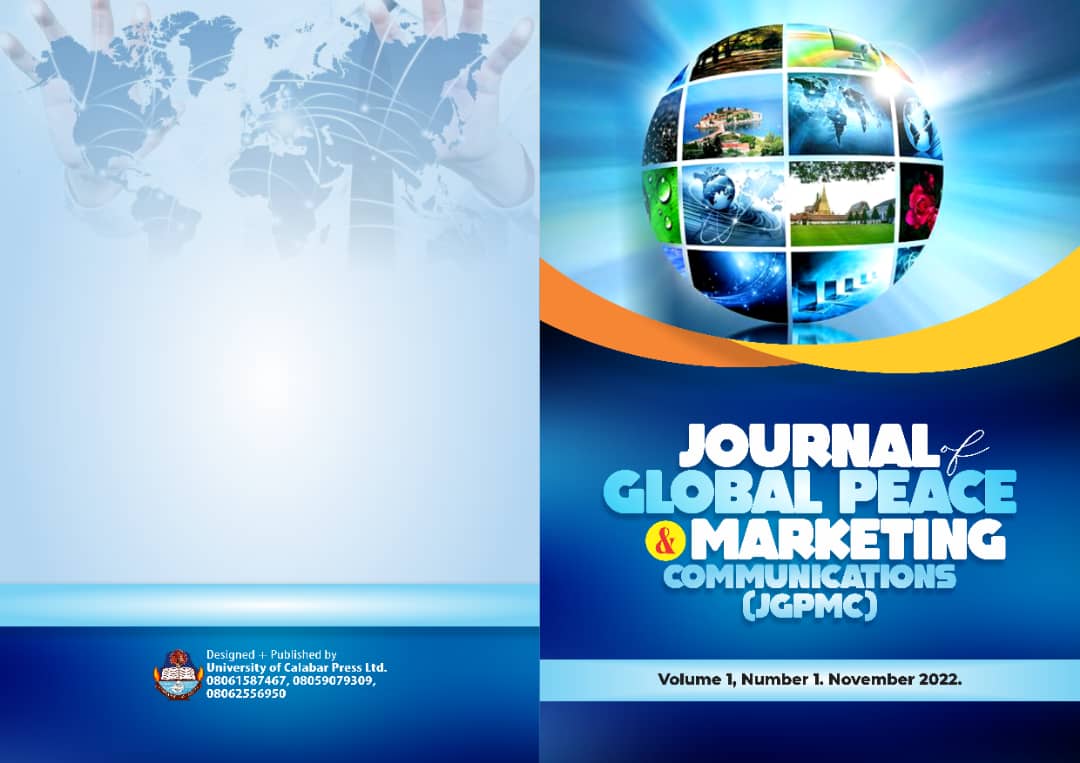 Designed + Published by
University of Calabar Press Ltd.
08061587467, 08059079309,
08062556950
JOURNAL of
GLOBAL PEACE
& MARKETING
COMMUNICATIONS
(JGPMC)
Volume 1, Number 1. November 2022.